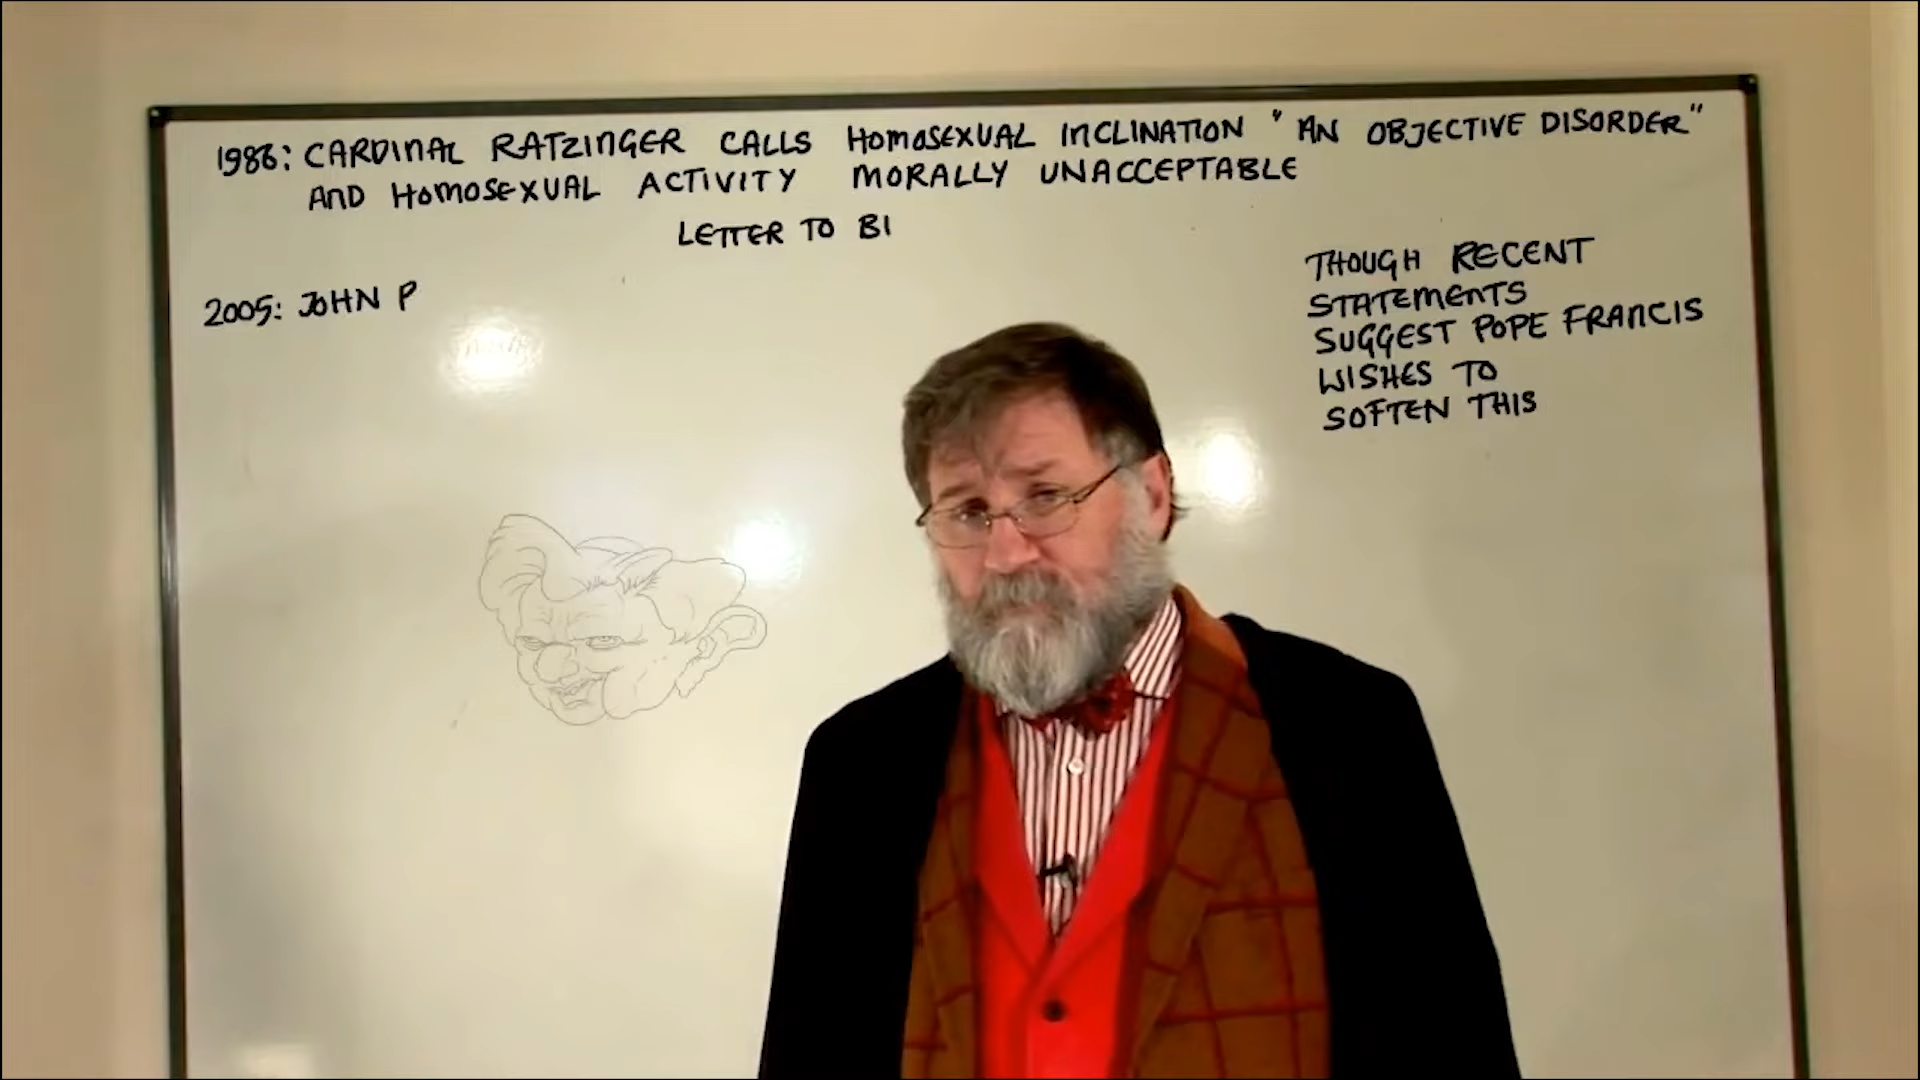 1986: CARDINAL RATZINGER CALLS HOMOSEXUAL INCLINATION "AN OBJECTIVE DISORDER"
AND HOMOSEXUAL ACTIVITY MORALLY UNACCEPTABLE
LETTER TO BI
2005: JOHN P
THOUGH RECENT
STATEMENTS
SUGGEST POPE FRANCIS
WISHES TO
SOFTEN THIS